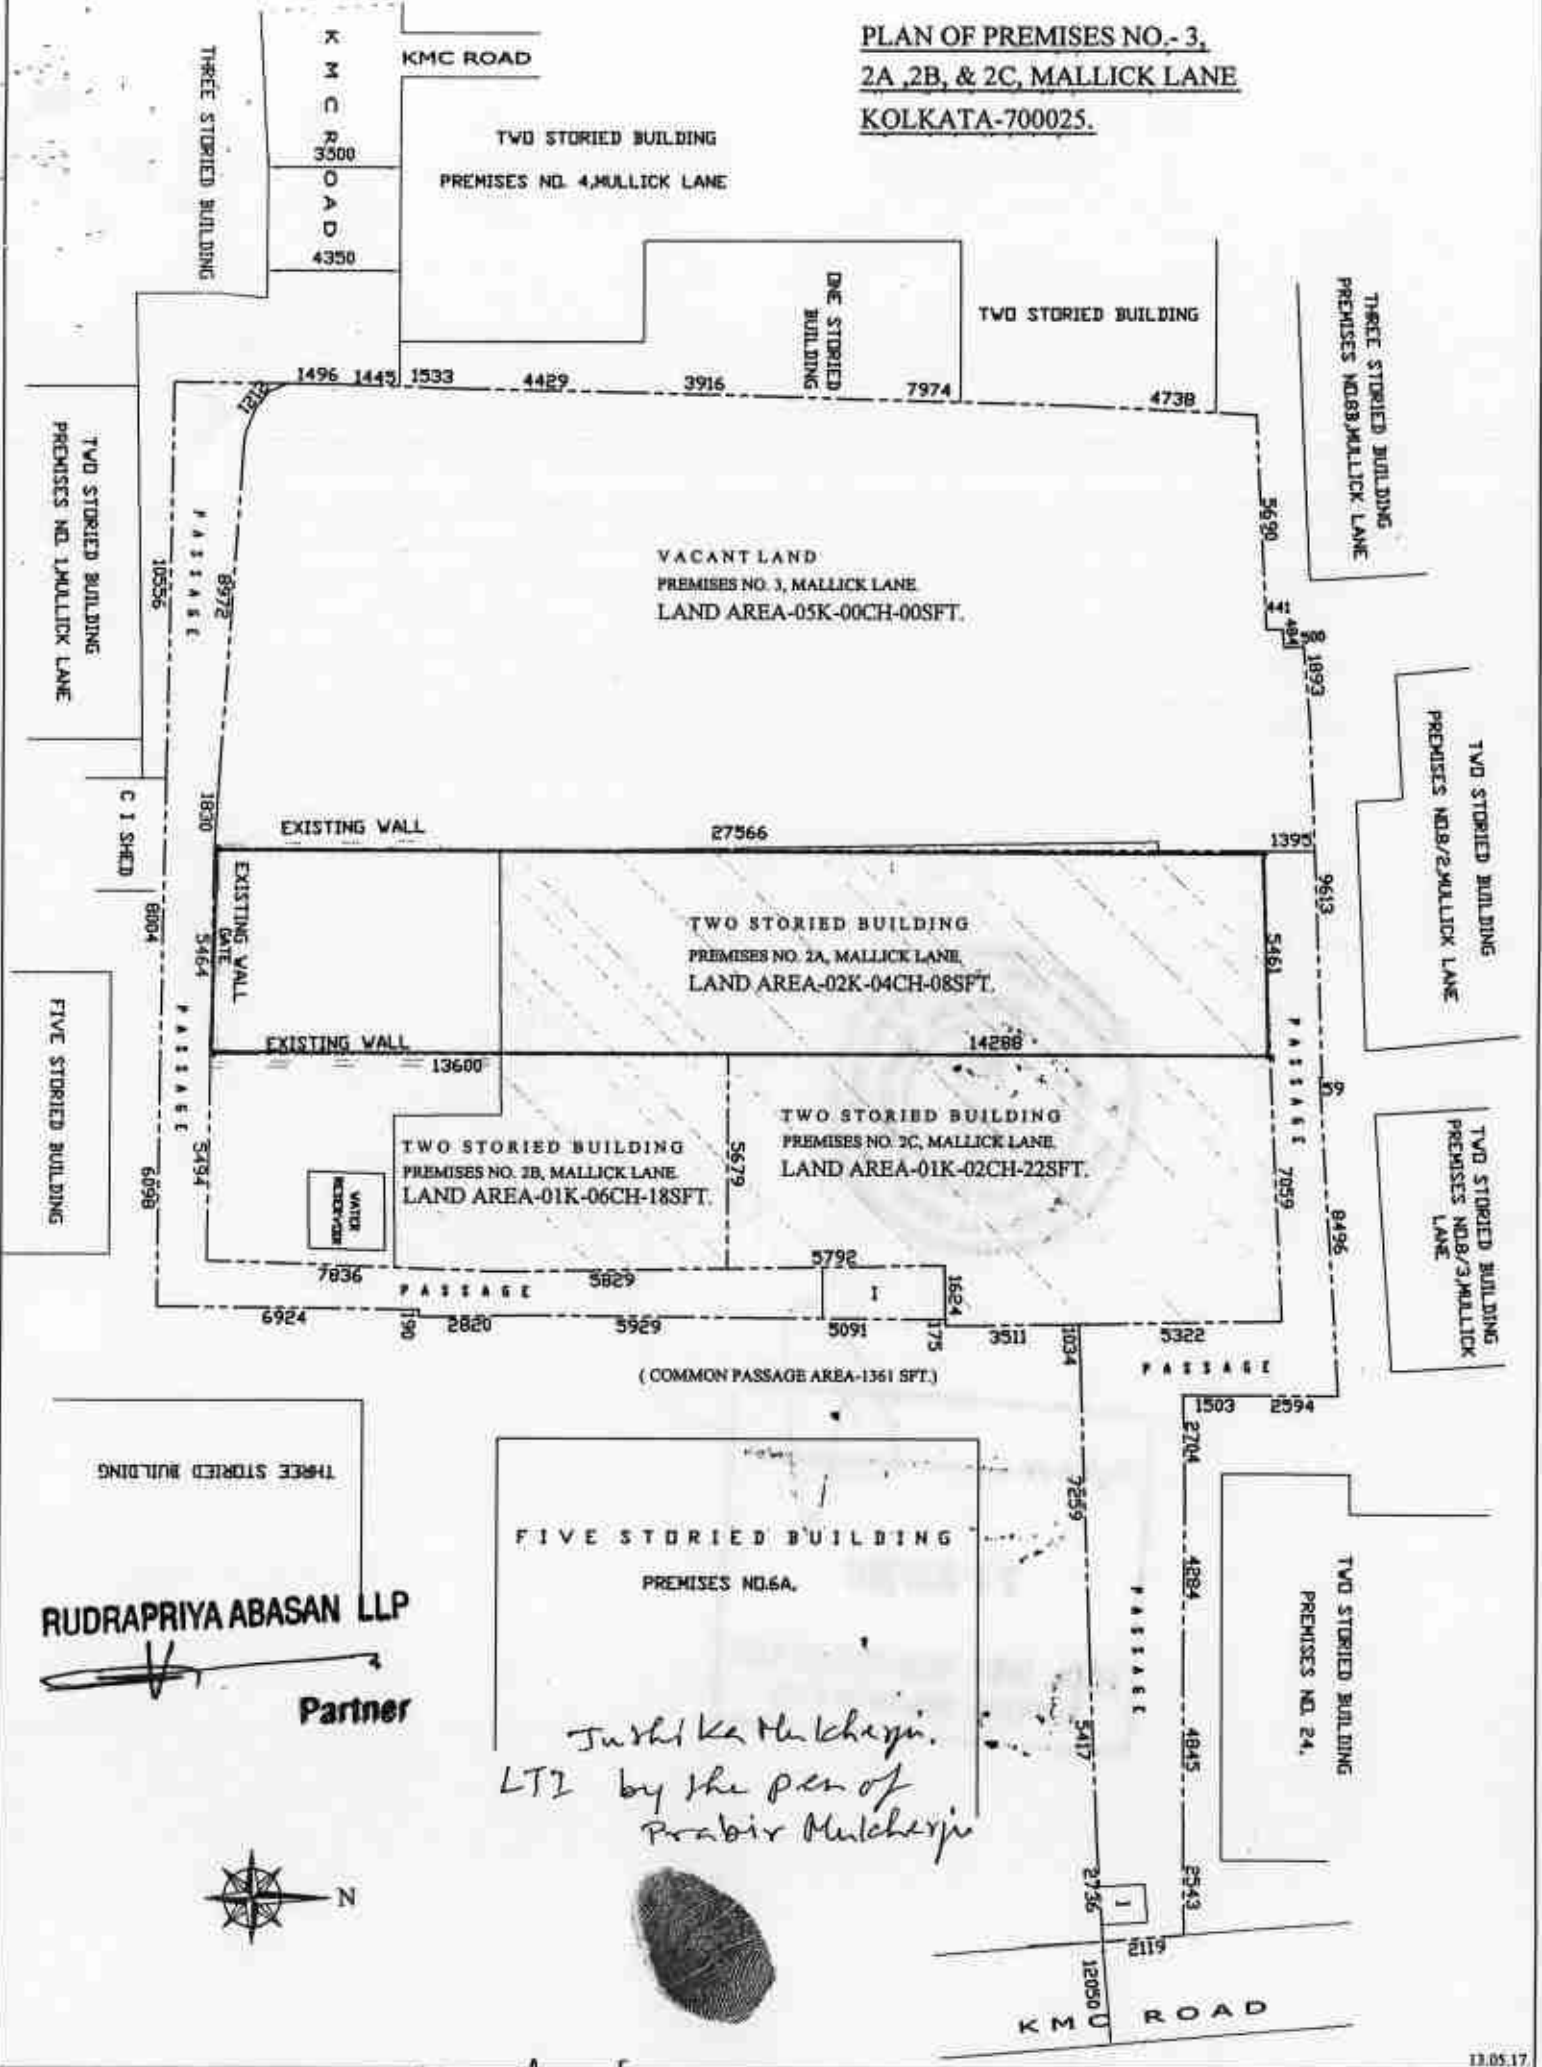 PLAN OF PREMISES NO.- 3,
2A ,2B, & 2C, MALLICK LANE
KOLKATA-700025.
KMC ROAD
KMC ROAD
3500
4350
THREE STORIED BUILDING
TWO STORIED BUILDING
PREMISES NO. 4,MULLICK LANE
ONE STORIED
BUILDING
TWO STORIED BUILDING
THREE STORIED BUILDING
PREMISES NO.8B,MULLICK LANE
1212
1496
1445
1533
4429
3916
7974
4738
TWO STORIED BUILDING
PREMISES NO. 1,MULLICK LANE
10556
PASSAGE
8972
VACANT LAND
PREMISES NO. 3, MALLICK LANE.
LAND AREA-05K-00CH-00SFT.
5690
441
484
500
1893
TWO STORIED BUILDING
PREMISES NO.8/2,MULLICK LANE
C I SHED
1830
EXISTING WALL
27566
1395
9613
8004
5464
EXISTING WALL
GATE
TWO STORIED BUILDING
PREMISES NO. 2A, MALLICK LANE,
LAND AREA-02K-04CH-08SFT.
5461
EXISTING WALL
13600
14288
PASSAGE
PASSAGE
59
FIVE STORIED BUILDING
6098
5494
WATER
RESERVOIR
TWO STORIED BUILDING
PREMISES NO. 2B, MALLICK LANE.
LAND AREA-01K-06CH-18SFT.
5679
TWO STORIED BUILDING
PREMISES NO. 2C, MALLICK LANE.
LAND AREA-01K-02CH-22SFT.
7059
8496
TWO STORIED BUILDING
PREMISES NO.8/3,MULLICK
LANE
7836
5829
5792
PASSAGE
I
1624
6924
190
2820
5929
5091
175
3511
1034
5322
PASSAGE
( COMMON PASSAGE AREA-1361 SFT.)
1503
2594
2704
THREE STORIED BUILDING
FIVE STORIED BUILDING
PREMISES NO.6A.
7259
4284
PASSAGE
TWO STORIED BUILDING
PREMISES NO. 24.
RUDRAPRIYA ABASAN LLP
Partner
5417
4845
Jushika Mukherji.
LTI by the pen of
Prabir Mukherji
N
2736
I
2543
2119
12050
KMC ROAD
13.05.17